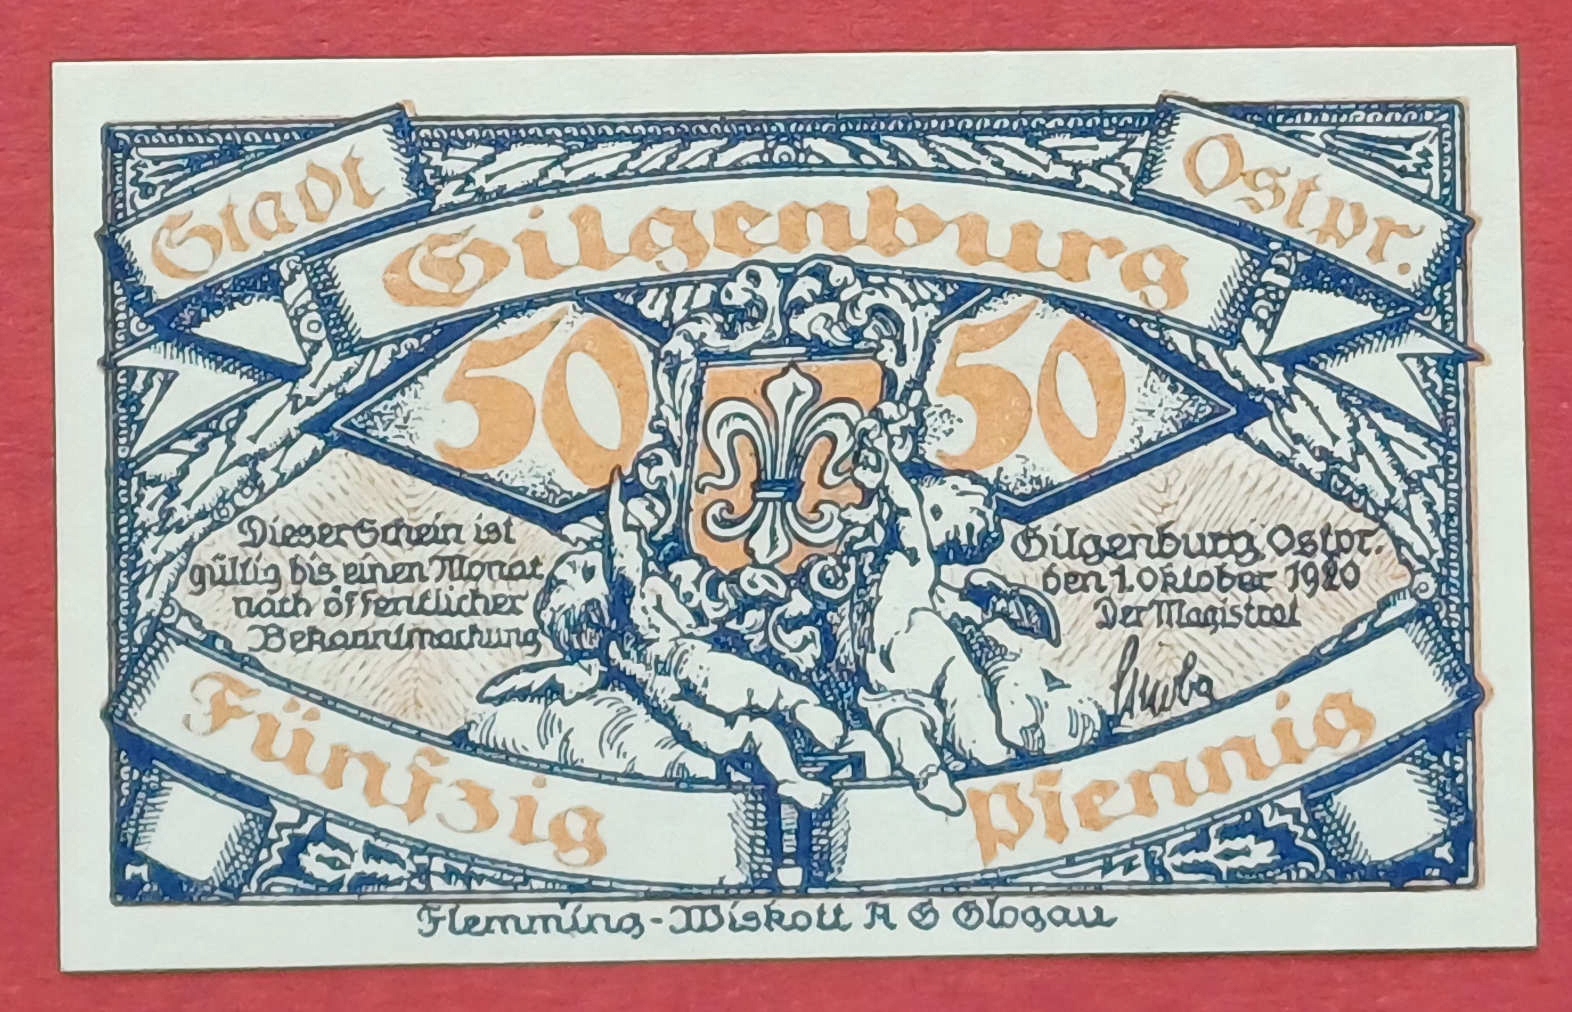 Stadt
Gilgenburg
Ostpr.
50
50
Dieser Schein ist
gültig bis einen Monat
nach öffentlicher
Bekanntmachung
Gilgenburg, Ostpr.
den 1. Oktober 1920
Der Magistrat
Fünfzig
Pfennig
Flemming-Wiskott A G Glogau